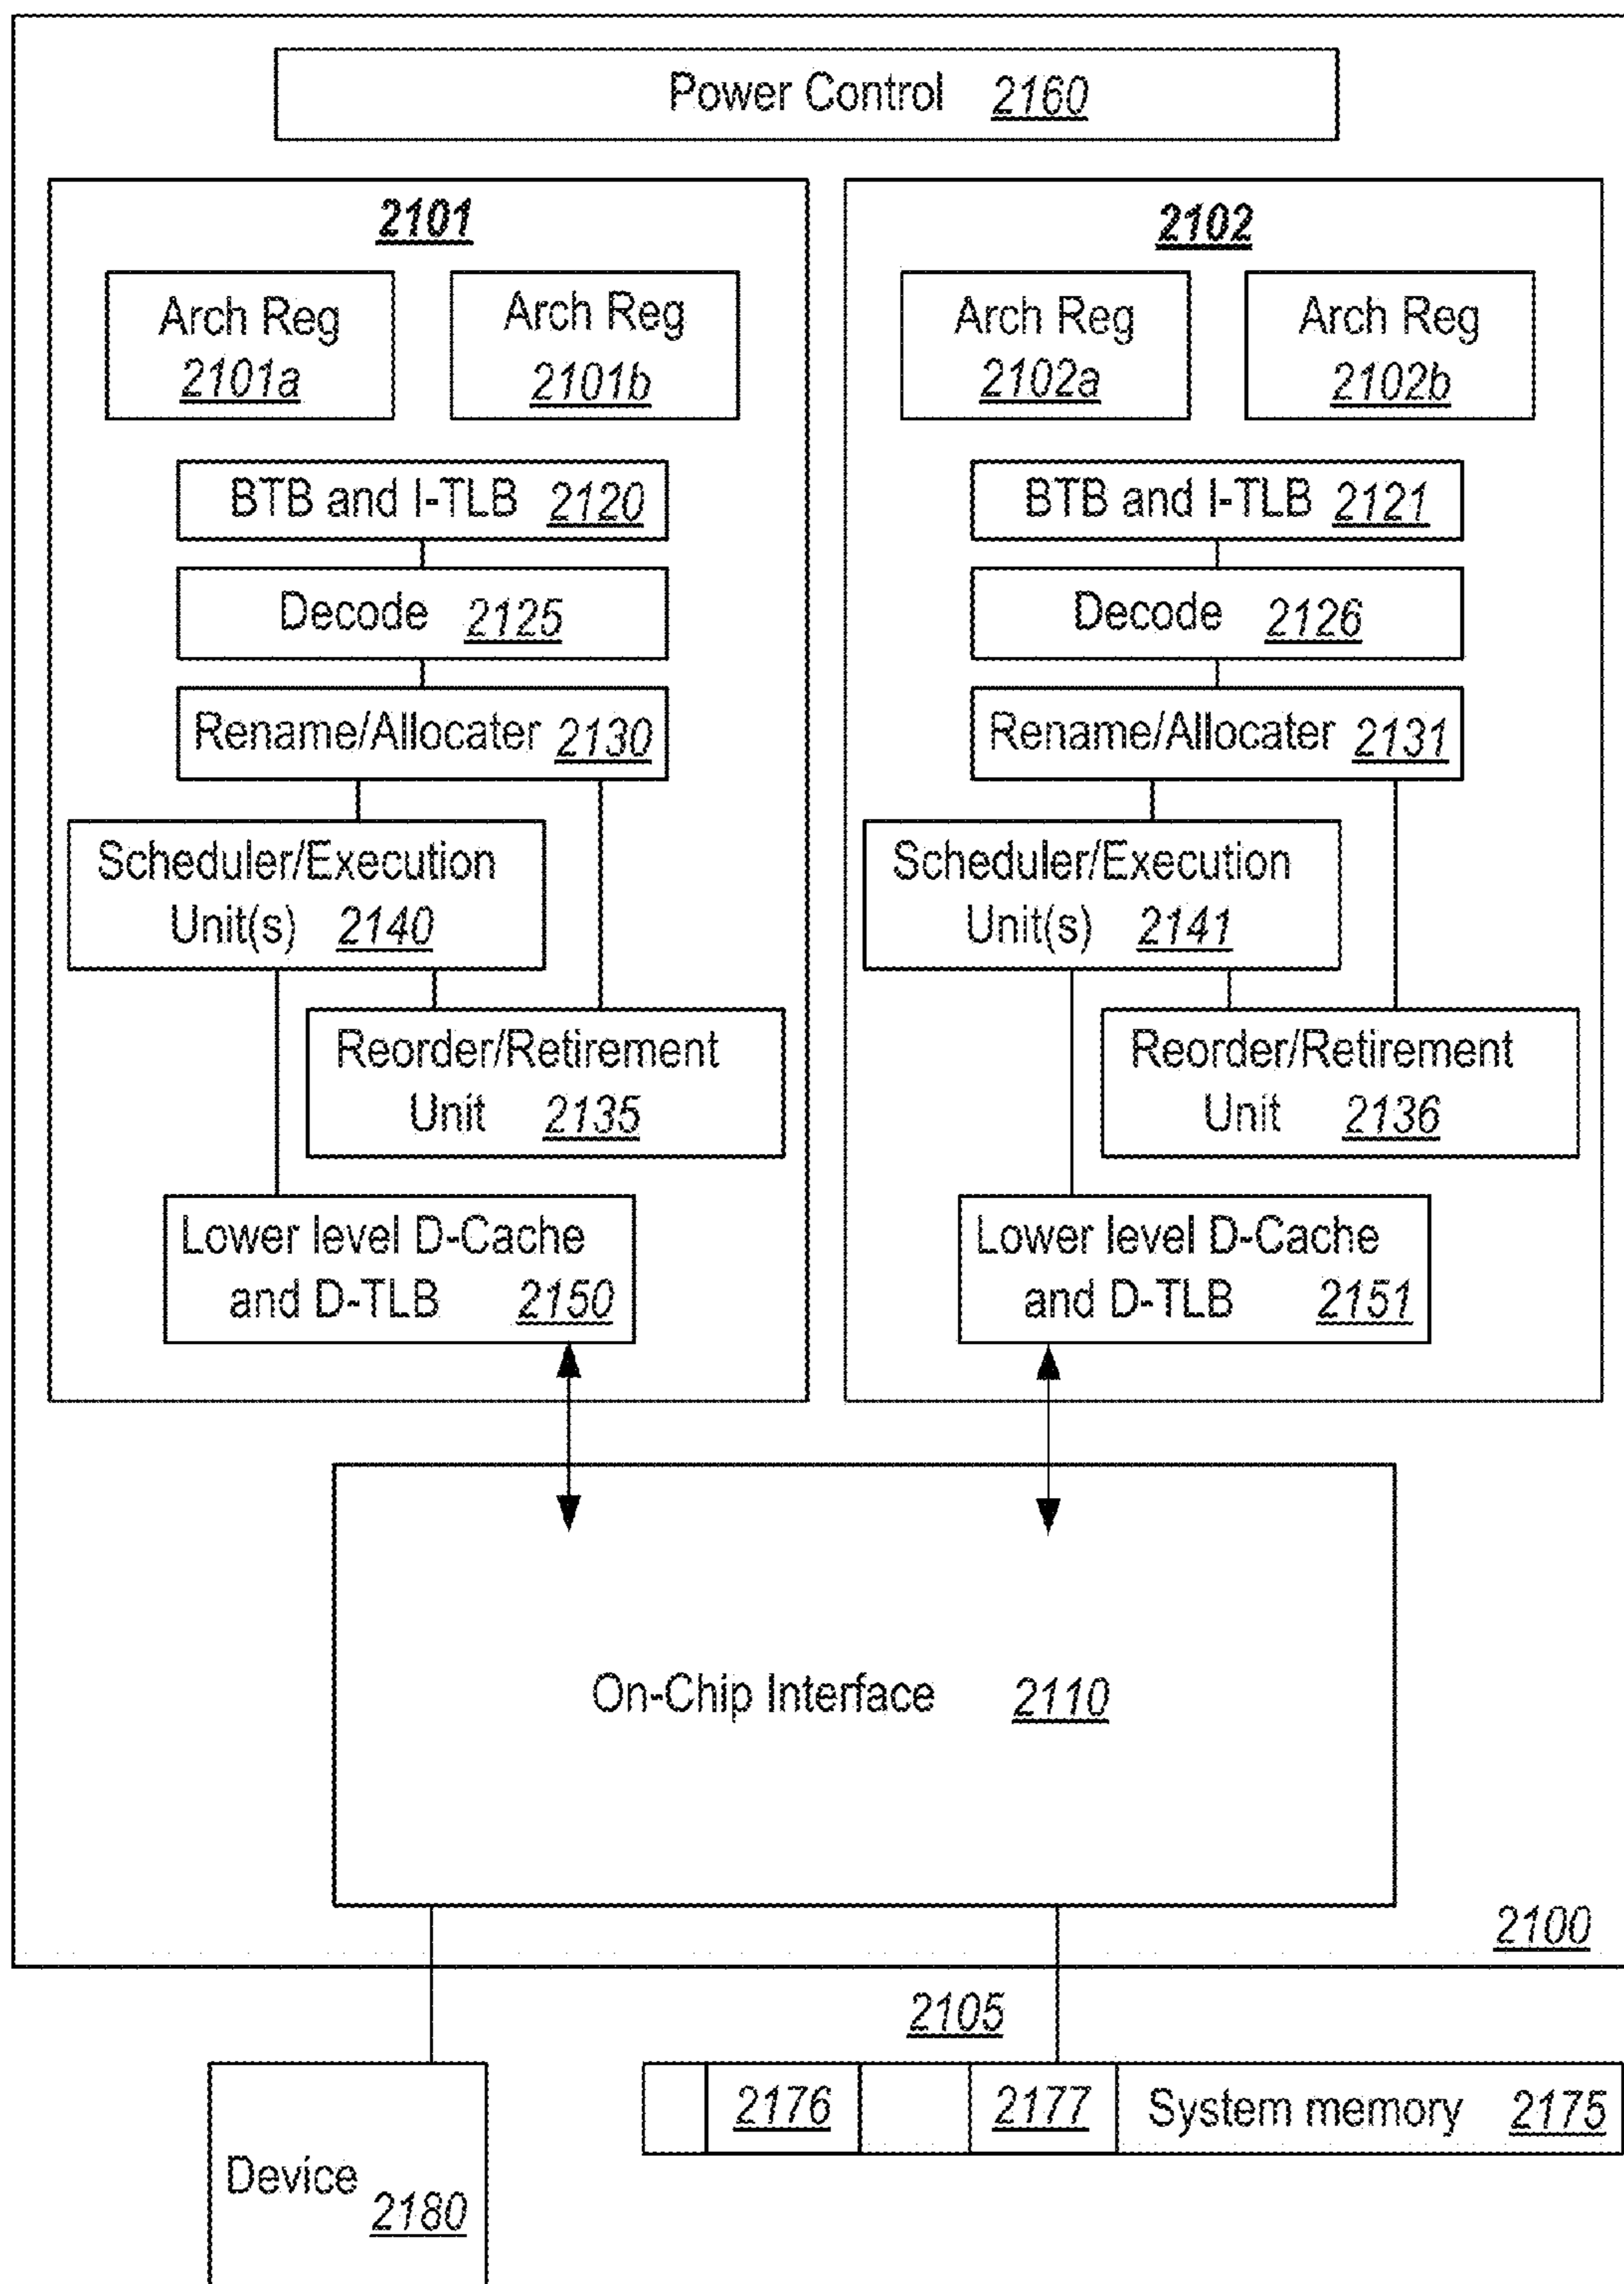 Power Control 2160
2101
Arch Reg
2101a
Arch Reg
2101b
BTB and I-TLB 2120
Decode 2125
Rename/Allocater 2130
Scheduler/Execution
Unit(s) 2140
Reorder/Retirement
Unit 2135
Lower level D-Cache
and D-TLB 2150
2102
Arch Reg
2102a
Arch Reg
2102b
BTB and I-TLB 2121
Decode 2126
Rename/Allocater 2131
Scheduler/Execution
Unit(s) 2141
Reorder/Retirement
Unit 2136
Lower level D-Cache
and D-TLB 2151
On-Chip Interface 2110
2100
2105
2176 2177 System memory 2175
Device 2180